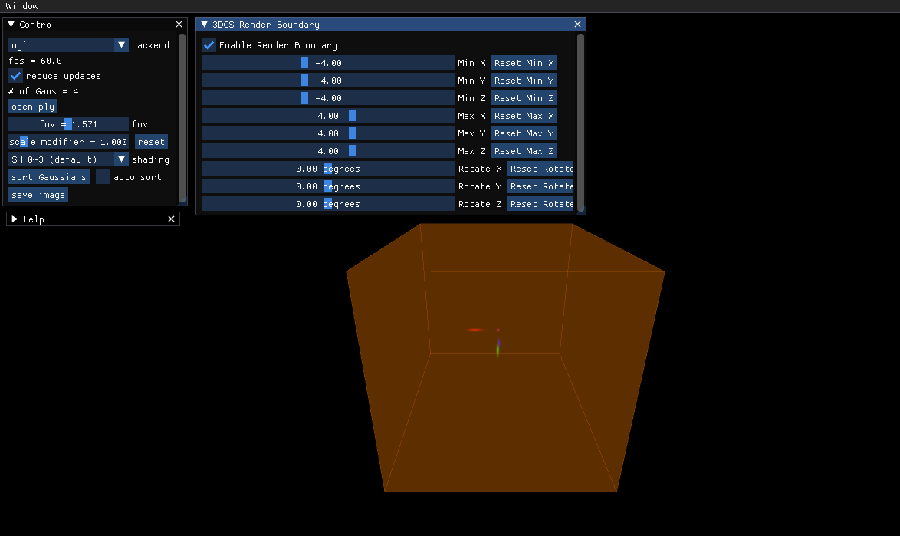 Window
Control
backend
fps = 60.0
reduce updates
# of Gaus = 4
open ply
fov = 1.571 fov
scale modifier = 1.000 reset
SH:0~3 (default) shading
sort Gaussians auto sort
save image
Help
3DGS Render Boundary
Enable Render Boundary
-4.00 Min X Reset Min X
-4.00 Min Y Reset Min Y
-4.00 Min Z Reset Min Z
4.00 Max X Reset Max X
4.00 Max Y Reset Max Y
4.00 Max Z Reset Max Z
0.00 degrees Rotate X Reset Rotate
0.00 degrees Rotate Y Reset Rotate
0.00 degrees Rotate Z Reset Rotate